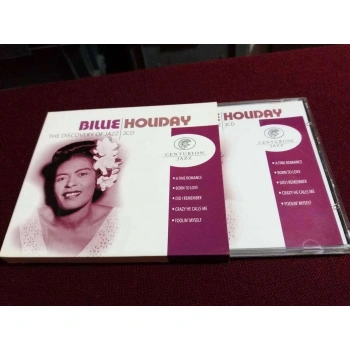 BILLIE HOLIDAY
THE DISCOVERY OF JAZZ 2CD
CENTURION
JAZZ
• A FINE ROMANCE
• BORN TO LOVE
• DID I REMEMBER
• CRAZY HE CALLS ME
• FOOLIN' MYSELF
HOLIDAY
2CD
CENTURION
JAZZ
• A FINE ROMANCE
• BORN TO LOVE
• DID I REMEMBER
• CRAZY HE CALLS ME
• FOOLIN' MYSELF